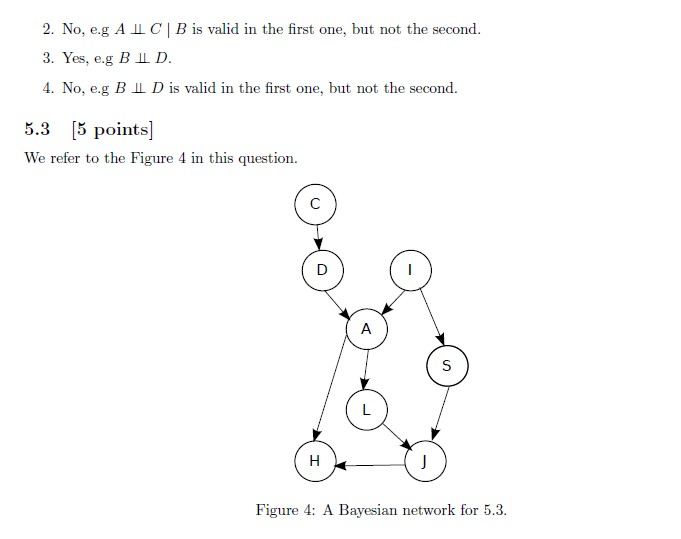 2. No, e.g A ⫫ C | B is valid in the first one, but not the second.
3. Yes, e.g B ⫫ D.
4. No, e.g B ⫫ D is valid in the first one, but not the second.
5.3 [5 points]
We refer to the Figure 4 in this question.
C
D I
A
S
L
H J
Figure 4: A Bayesian network for 5.3.